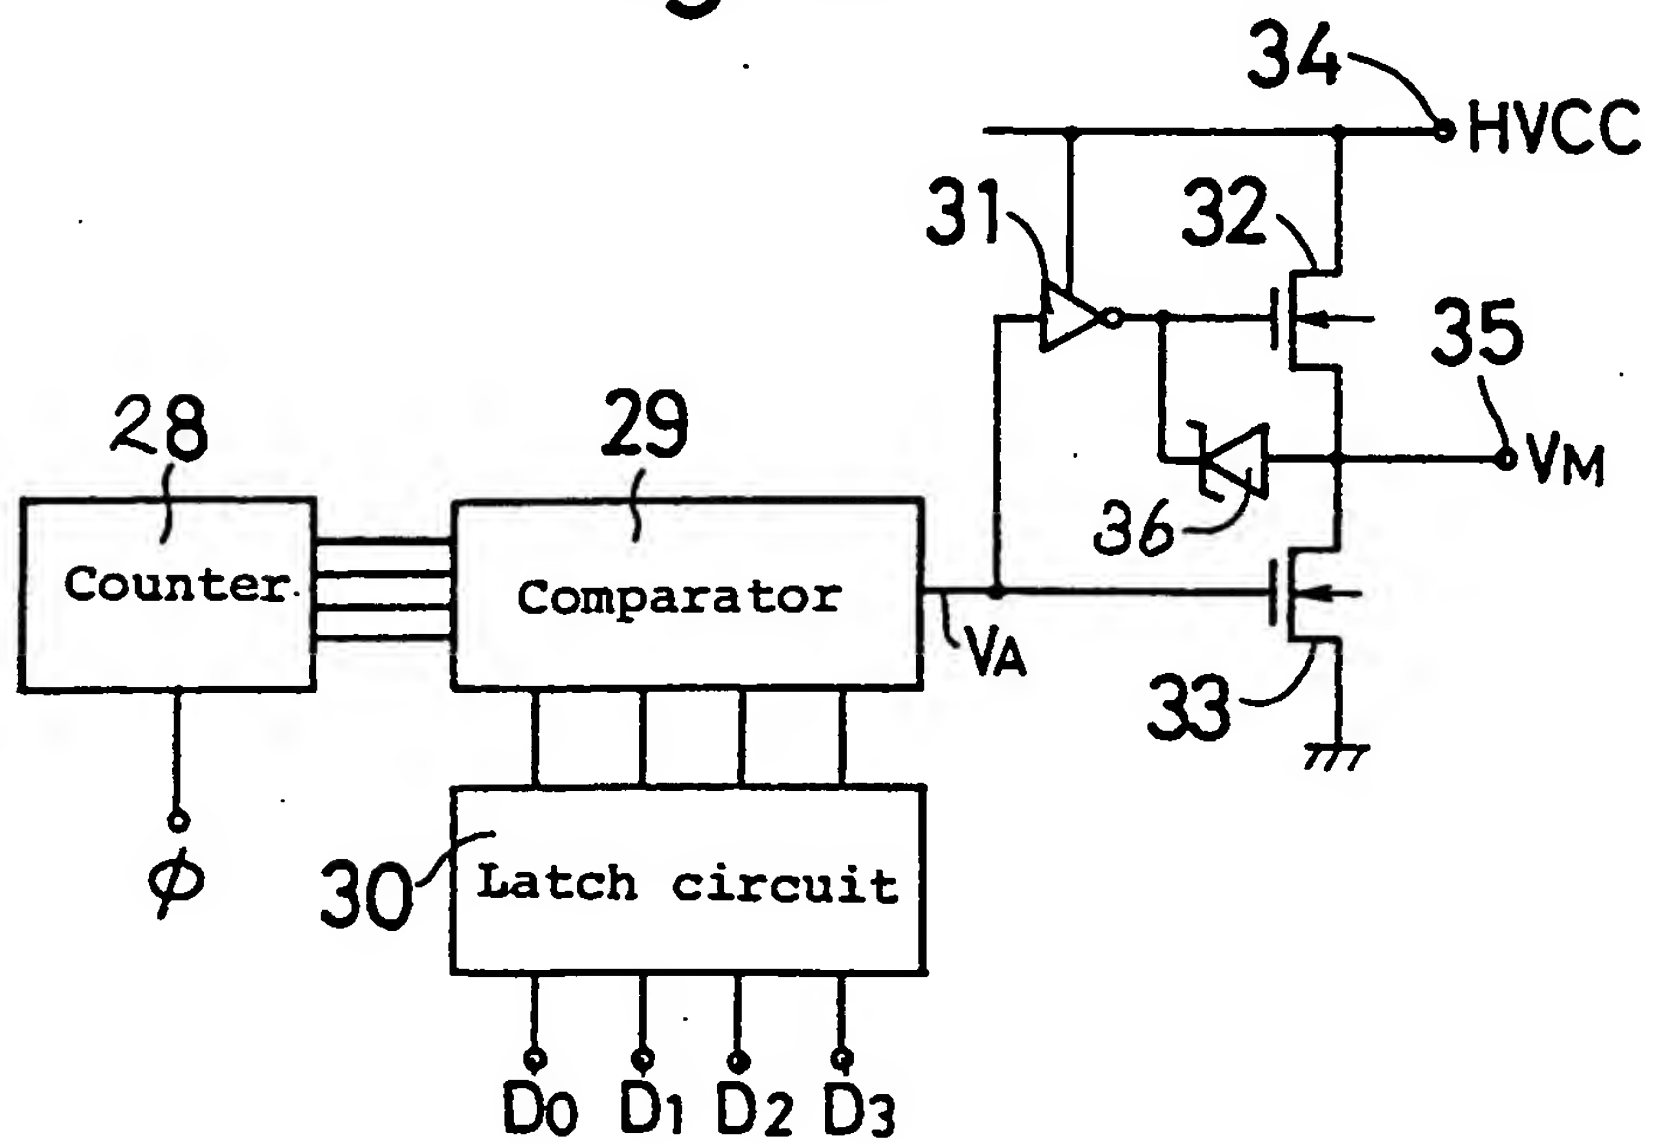 34
HVCC
31
32
35
28
29
VM
36
Counter
Comparator
VA
33
30
Latch circuit
φ
D0 D1 D2 D3